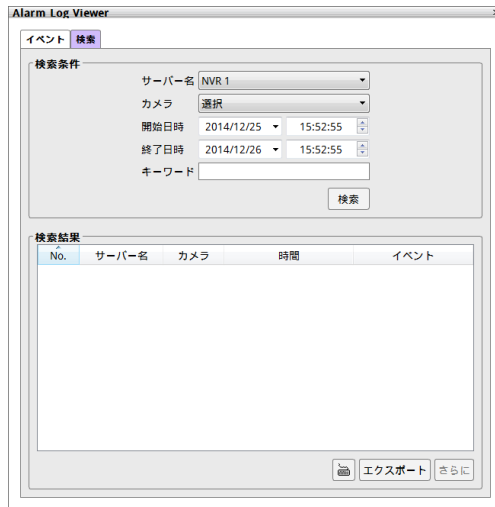 Alarm Log Viewer
イベント 検索
検索条件
サーバー名 NVR 1
カメラ 選択
開始日時 2014/12/25 15:52:55
終了日時 2014/12/26 15:52:55
キーワード
検索
検索結果
No. サーバー名 カメラ 時間 イベント
エクスポート さらに